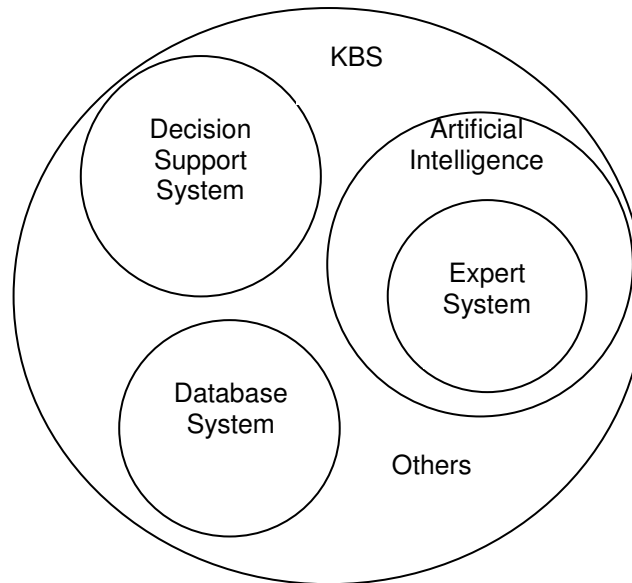 KBS
Decision
Support
System
Artificial
Intelligence
Expert
System
Database
System
Others